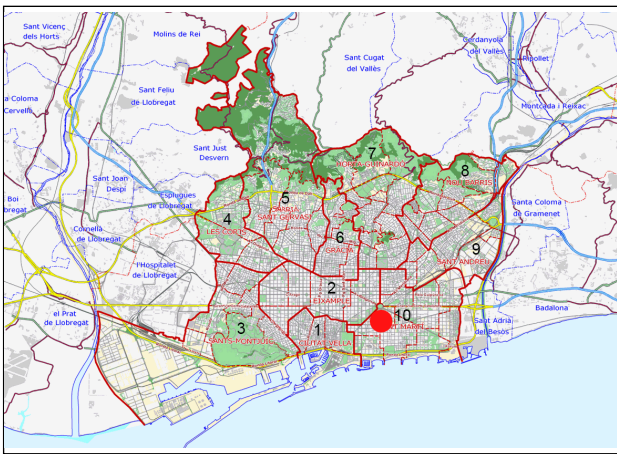 Sant Vicenç
dels Horts
Molins de Rei
Sant Cugat
del Vallès
Cerdanyola
del Vallès
Ripollet
Sant Feliu
de Llobregat
a Coloma
Cervelló
Montcada i Reixac
Sant Just
Desvern
7
HORTA-GUINARDÓ
8
NOU BARRIS
Sant Joan
Despí
Esplugues
de Llobregat
5
SARRIÀ
SANT GERVASI
4
LES CORTS
Boi
bregat
Santa Coloma
de Gramenet
Cornellà
de Llobregat
6
GRÀCIA
9
SANT ANDREU
l'Hospitalet
de Llobregat
2
L'EIXAMPLE
el Prat
de Llobregat
10
Badalona
3
SANTS-MONTJUÏC
1
CIUTAT VELLA
Sant Adrià
del Besòs